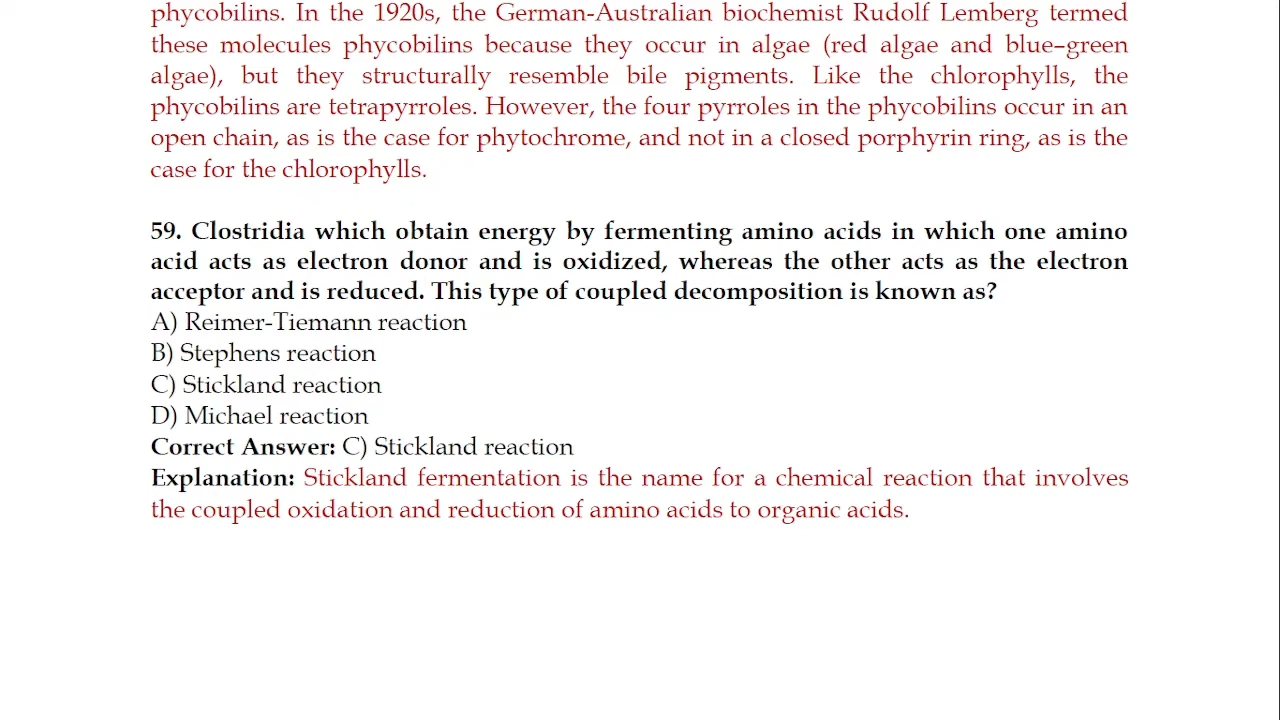 phycobilins. In the 1920s, the German-Australian biochemist Rudolf Lemberg termed
these molecules phycobilins because they occur in algae (red algae and blue–green
algae), but they structurally resemble bile pigments. Like the chlorophylls, the
phycobilins are tetrapyrroles. However, the four pyrroles in the phycobilins occur in an
open chain, as is the case for phytochrome, and not in a closed porphyrin ring, as is the
case for the chlorophylls.
59. Clostridia which obtain energy by fermenting amino acids in which one amino
acid acts as electron donor and is oxidized, whereas the other acts as the electron
acceptor and is reduced. This type of coupled decomposition is known as?
A) Reimer-Tiemann reaction
B) Stephens reaction
C) Stickland reaction
D) Michael reaction
Correct Answer: C) Stickland reaction
Explanation: Stickland fermentation is the name for a chemical reaction that involves
the coupled oxidation and reduction of amino acids to organic acids.